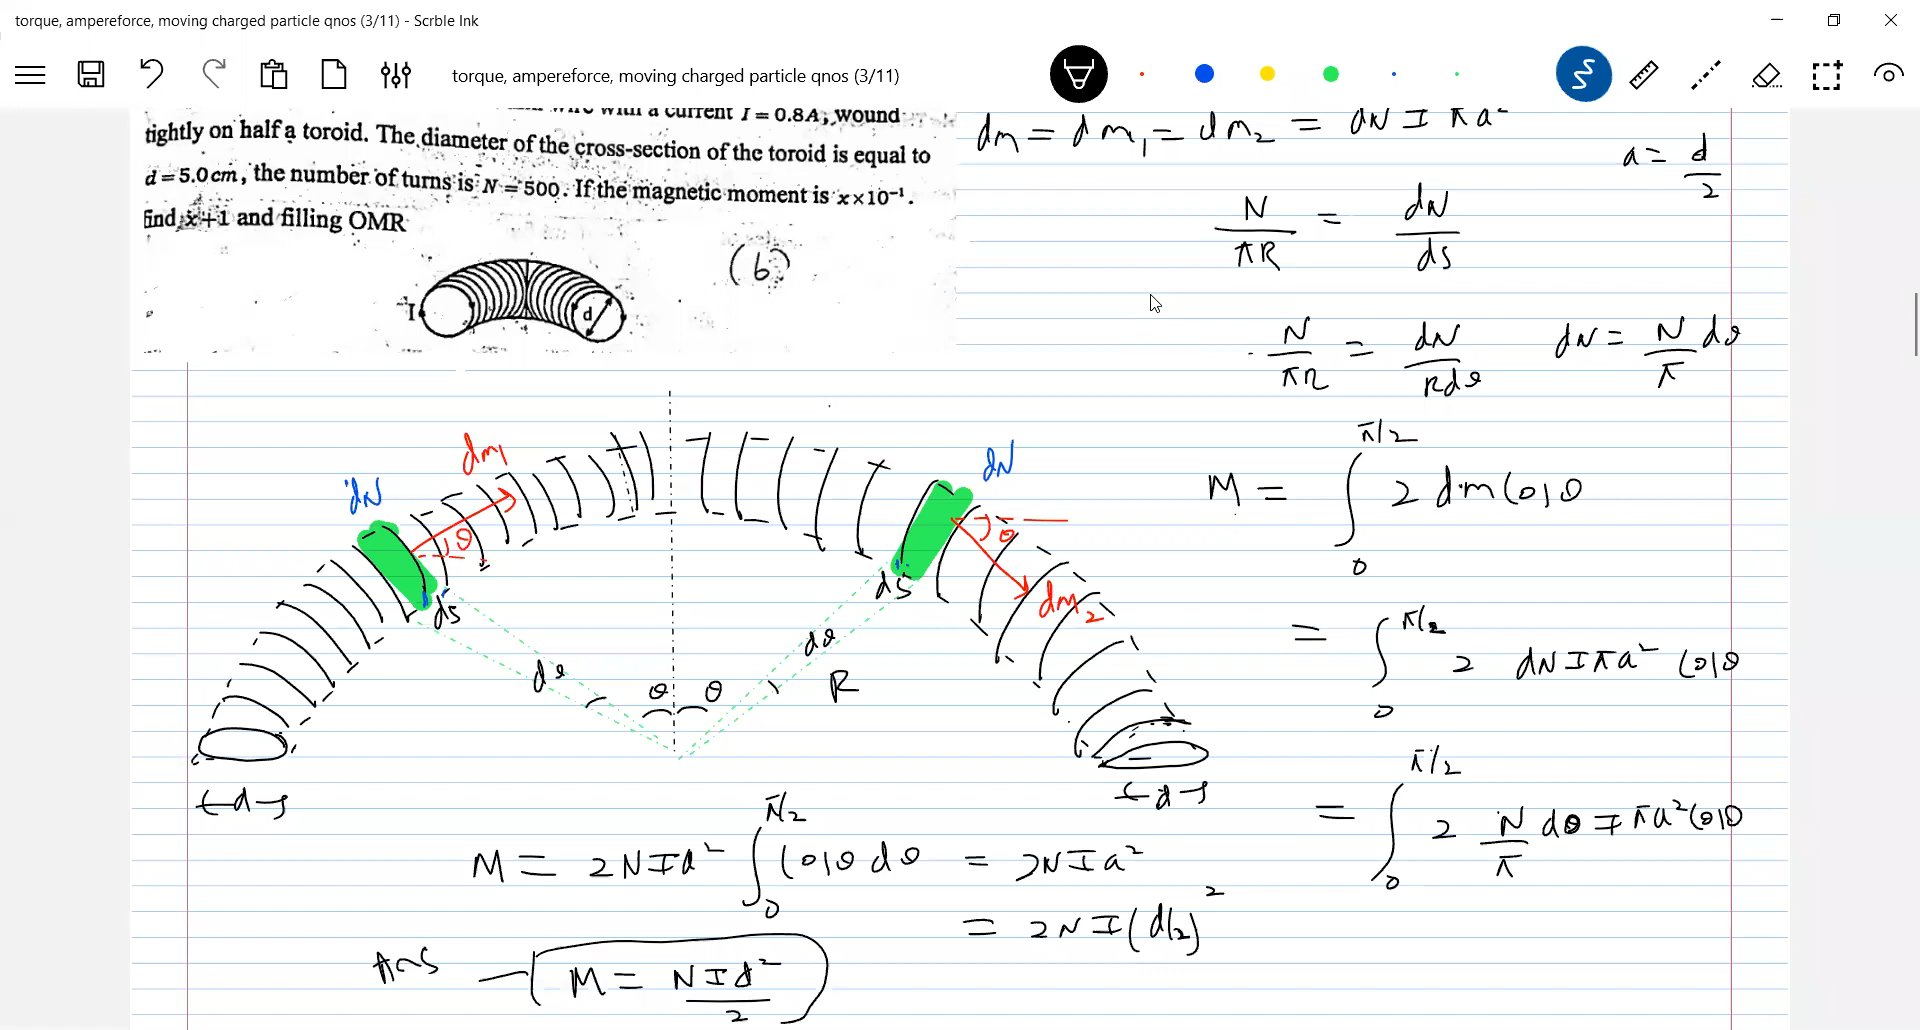 torque, ampereforce, moving charged particle qnos (3/11) - Scrble Ink
torque, ampereforce, moving charged particle qnos (3/11)
with a current I = 0.8A, wound
tightly on half a toroid. The diameter of the cross-section of the toroid is equal to
d = 5.0 cm, the number of turns is N = 500. If the magnetic moment is x×10⁻¹.
find x+1 and filling OMR
I
d
(6)
dm = dm₁ = dm₂ = dN I π a²
a = d/2
N/πR = dN/ds
N/πR = dN/Rdθ
dN = N/π dθ
M = ∫₀^π/2 2 dm cosθ
= ∫₀^π/2 2 dN I π a² cosθ
= ∫₀^π/2 2 N/π dθ I π a² cosθ
dN
dm₁
θ
ds
dN
θ
dm₂
ds
dθ
θ
θ
dθ
R
d
d
M = 2NIa² ∫₀^π/2 cosθ dθ = 2NIa²
= 2NI(d/2)²
Ans
M = NId²/2